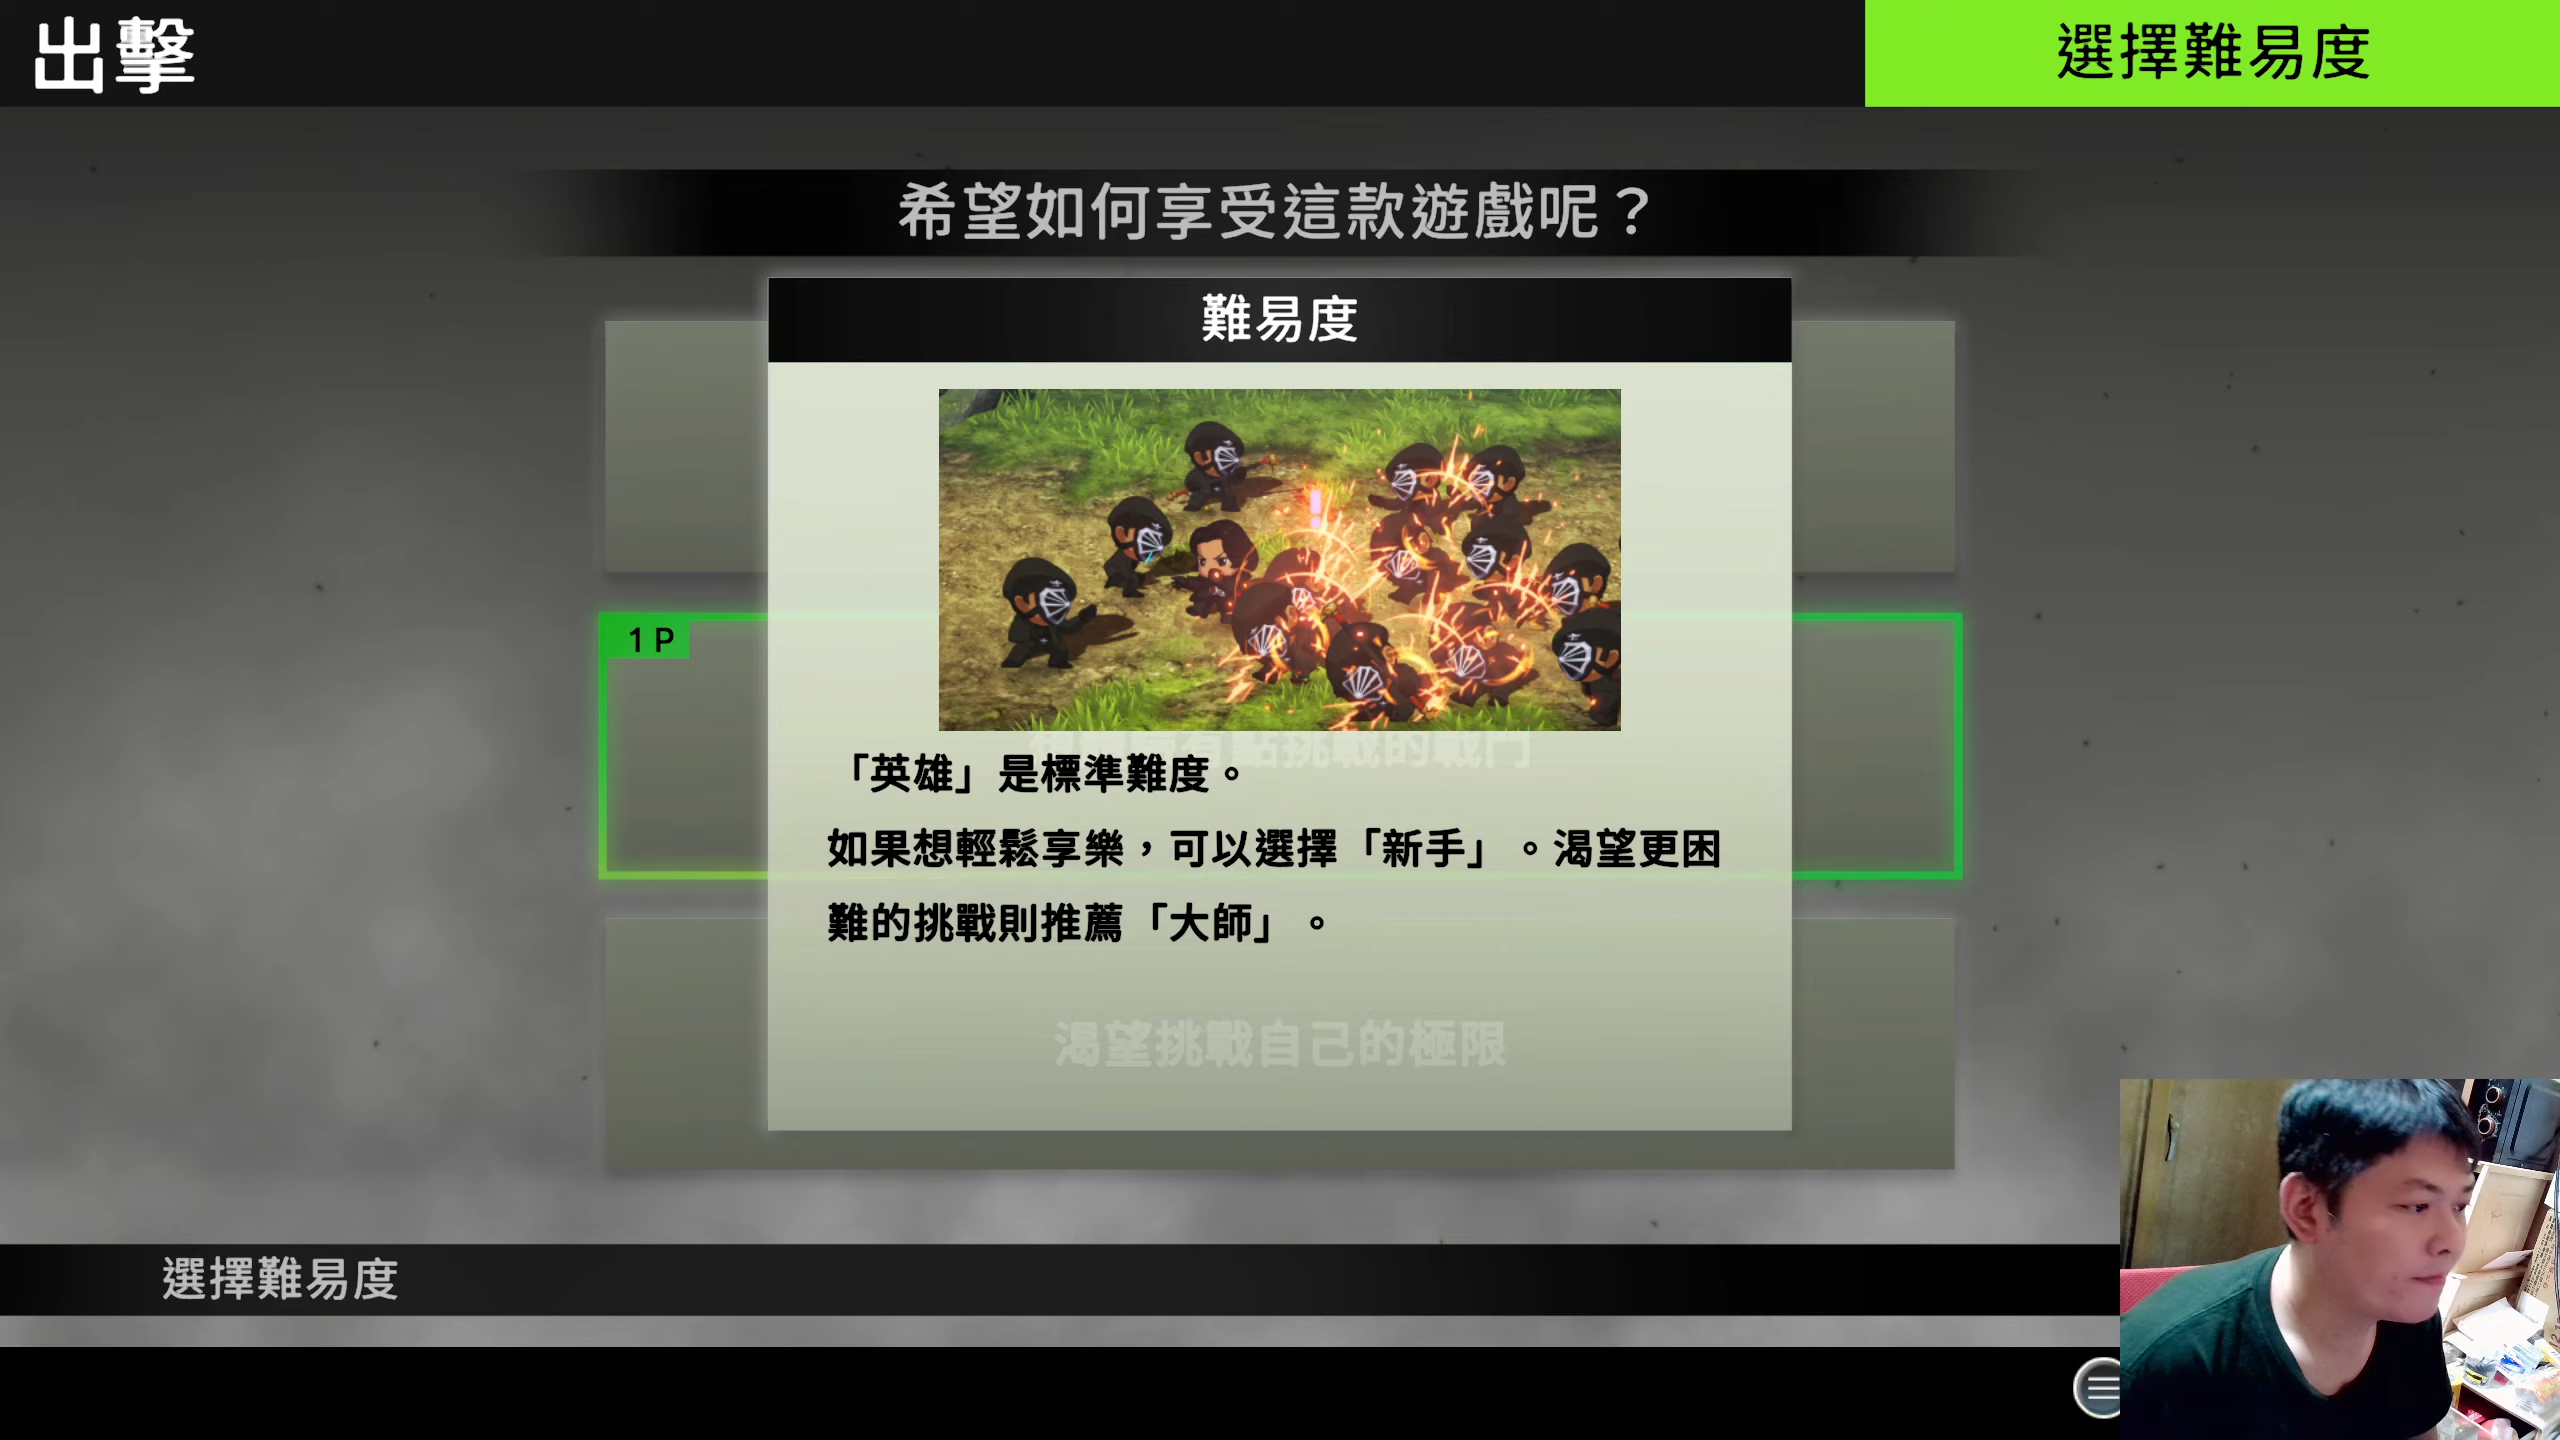 出擊
選擇難易度
希望如何享受這款遊戲呢？
難易度
1P
「英雄」是標準難度。
如果想輕鬆享樂，可以選擇「新手」。渴望更困
難的挑戰則推薦「大師」。
渴望挑戰自己的極限
選擇難易度